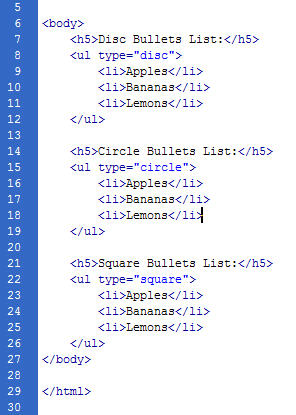 5
6 <body>
7 <h5>Disc Bullets List:</h5>
8 <ul type="disc">
9 <li>Apples</li>
10 <li>Bananas</li>
11 <li>Lemons</li>
12 </ul>
13
14 <h5>Circle Bullets List:</h5>
15 <ul type="circle">
16 <li>Apples</li>
17 <li>Bananas</li>
18 <li>Lemons</li>
19 </ul>
20
21 <h5>Square Bullets List:</h5>
22 <ul type="square">
23 <li>Apples</li>
24 <li>Bananas</li>
25 <li>Lemons</li>
26 </ul>
27 </body>
28
29 </html>
30